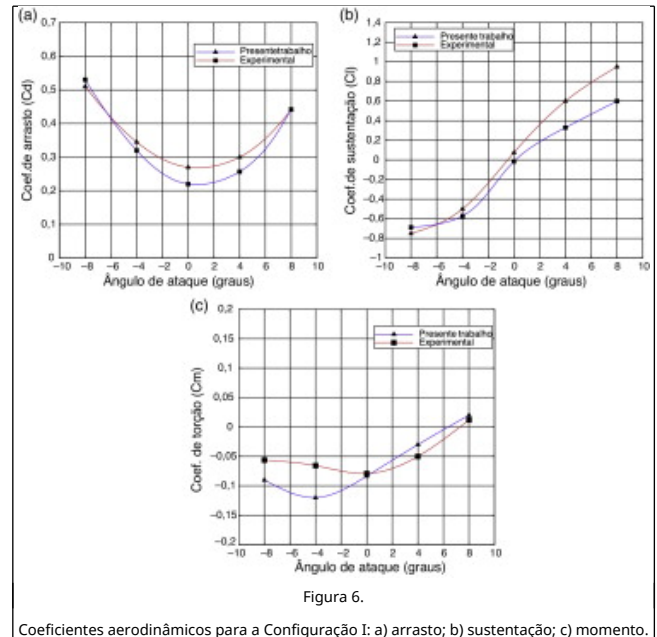 (a)
0,7
0,6
0,5
0,4
0,3
0,2
0,1
0
Coef.de arrasto (Cd)
Presentetrabalho
Experimental
−10 −8 −6 −4 −2 0 2 4 6 8 10
Ângulo de ataque (graus)
(b)
1,4
1,2
1
0,8
0,6
0,4
0,2
0
−0,2
−0,4
−0,6
−0,8
−1
Coef.de sustentação (Cl)
Presente trabalho
Experimental
−10 −8 −6 −4 −2 0 2 4 6 8 10
Ângulo de ataque (graus)
(c)
0,2
0,15
0,1
0,05
0
−0,05
−0,1
−0,15
−0,2
Coef. de torção (Cm)
Presente trabalho
Experimental
−10 −8 −6 −4 −2 0 2 4 6 8 10
Ângulo de ataque (graus)
Figura 6.
Coeficientes aerodinâmicos para a Configuração I: a) arrasto; b) sustentação; c) momento.